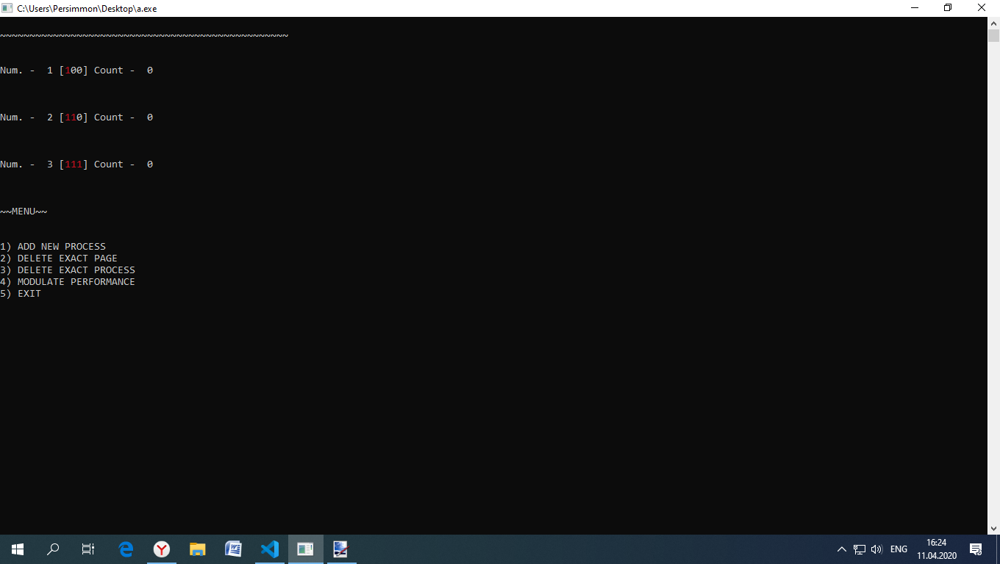 C:\Users\Persimmon\Desktop\a.exe
~~~~~~~~~~~~~~~~~~~~~~~~~~~~~~~~~~~~~~~~~~~~~~~~~
Num. -  1 [100] Count -  0
Num. -  2 [110] Count -  0
Num. -  3 [111] Count -  0
~~MENU~~
1) ADD NEW PROCESS
2) DELETE EXACT PAGE
3) DELETE EXACT PROCESS
4) MODULATE PERFORMANCE
5) EXIT
ENG
16:24
11.04.2020